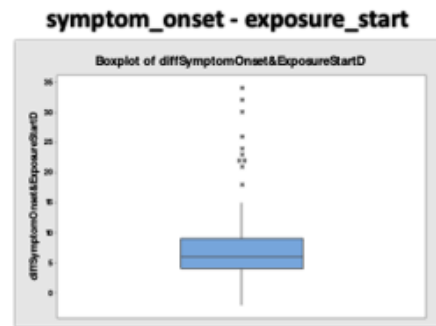 symptom_onset - exposure_start
Boxplot of diffSymptomOnset&ExposureStartD
diffSymptomOnset&ExposureStartD
35
30
25
20
15
10
5
0